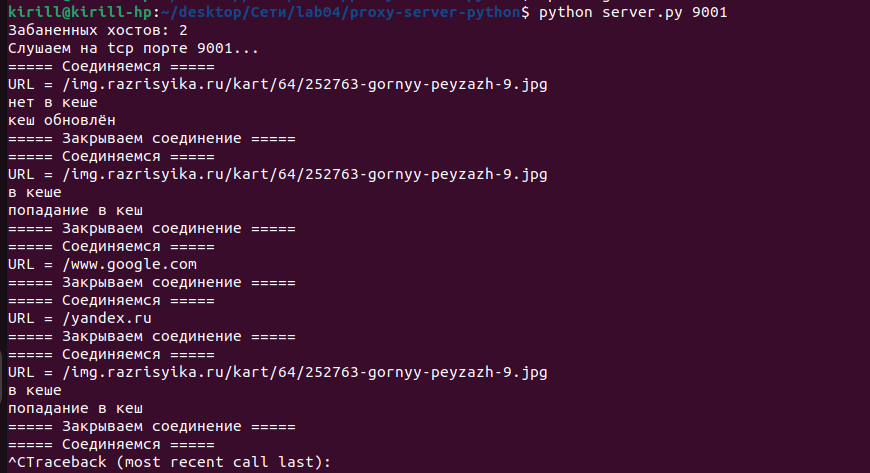 kirill@kirill-hp:~/desktop/Сети/lab04/proxy-server-python$ python server.py 9001
Забаненных хостов: 2
Слушаем на tcp порте 9001...
===== Соединяемся =====
URL = /img.razrisyika.ru/kart/64/252763-gornyy-peyzazh-9.jpg
нет в кеше
кеш обновлён
===== Закрываем соединение =====
===== Соединяемся =====
URL = /img.razrisyika.ru/kart/64/252763-gornyy-peyzazh-9.jpg
в кеше
попадание в кеш
===== Закрываем соединение =====
===== Соединяемся =====
URL = /www.google.com
===== Закрываем соединение =====
===== Соединяемся =====
URL = /yandex.ru
===== Закрываем соединение =====
===== Соединяемся =====
URL = /img.razrisyika.ru/kart/64/252763-gornyy-peyzazh-9.jpg
в кеше
попадание в кеш
===== Закрываем соединение =====
===== Соединяемся =====
^CTraceback (most recent call last):